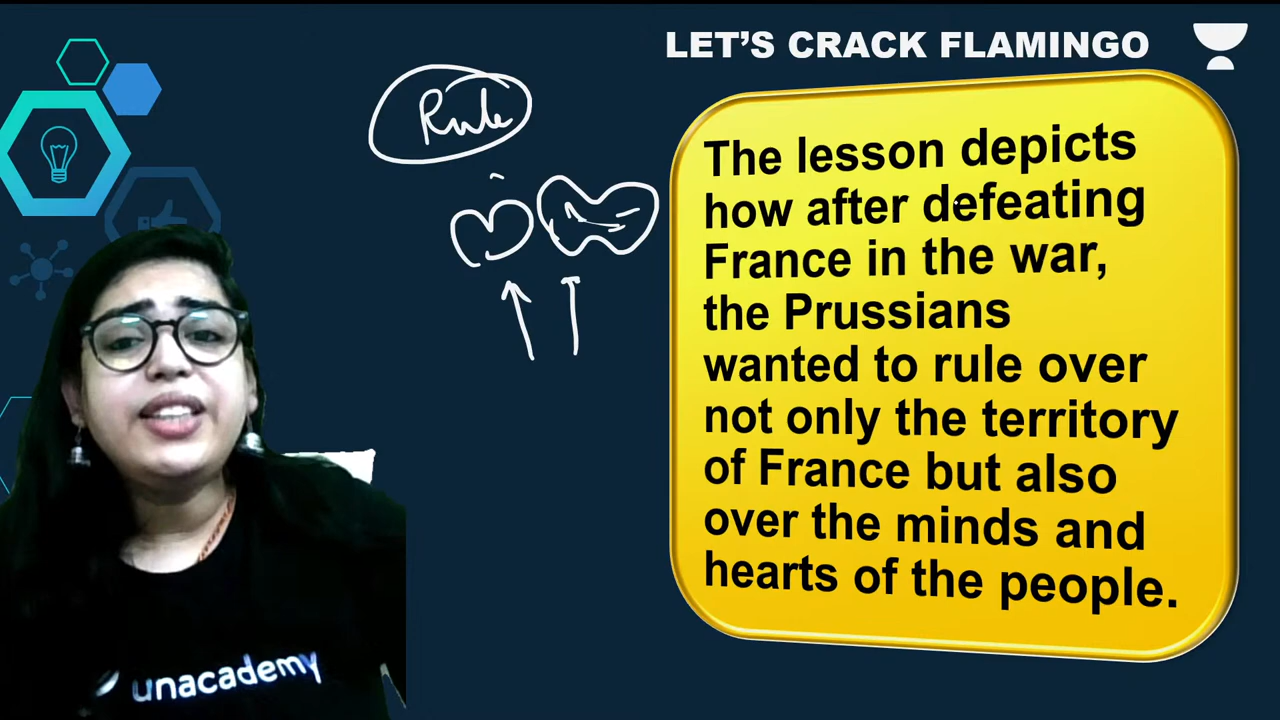 LET'S CRACK FLAMINGO
Rule
The lesson depicts
how after defeating
France in the war,
the Prussians
wanted to rule over
not only the territory
of France but also
over the minds and
hearts of the people.
unacademy